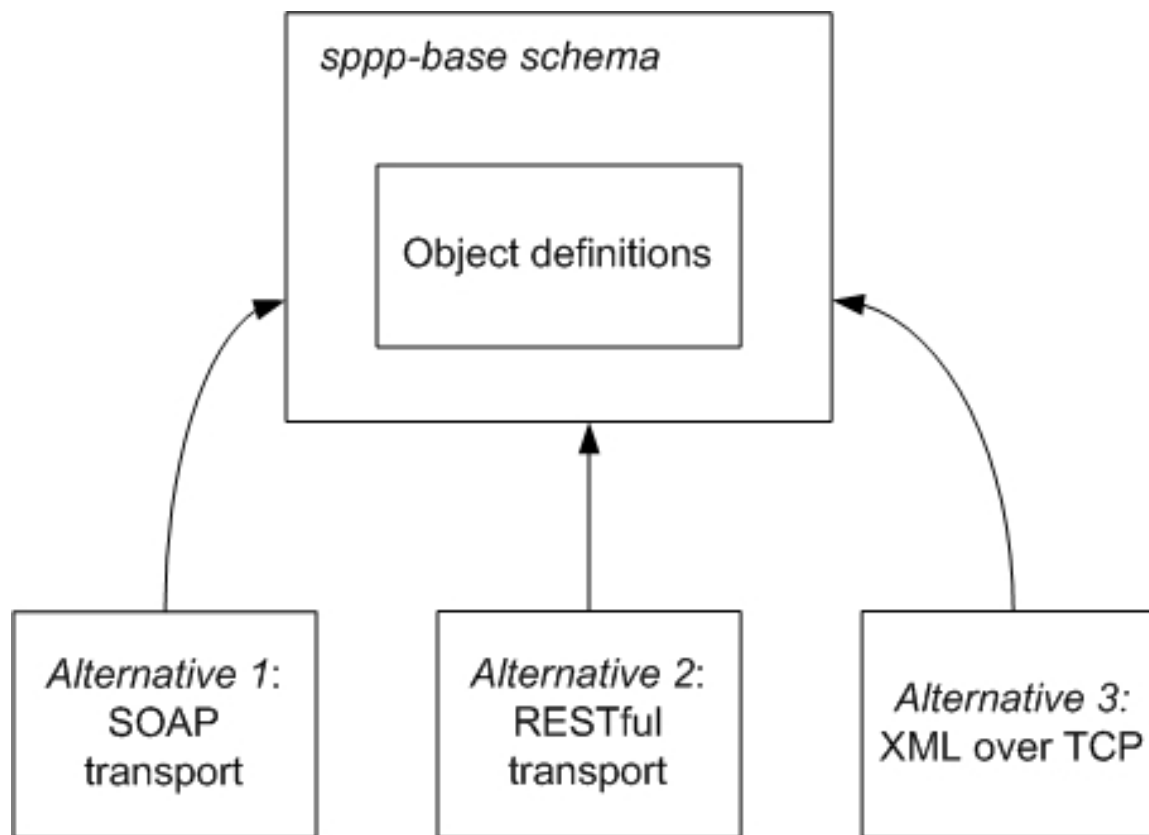 sppp-base schema
Object definitions
Alternative 1:
SOAP
transport
Alternative 2:
RESTful
transport
Alternative 3:
XML over TCP